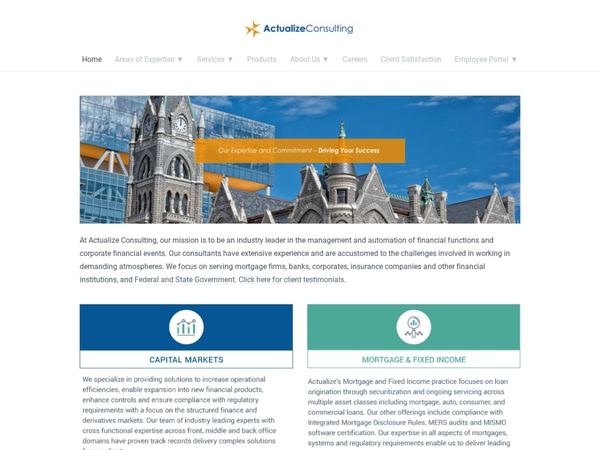 ActualizeConsulting
Home Areas of Expertise ▼ Services ▼ Products About Us ▼ Careers Client Satisfaction Employee Portal ▼
Our Expertise and Commitment – Driving Your Success
At Actualize Consulting, our mission is to be an industry leader in the management and automation of financial functions and
corporate financial events. Our consultants have extensive experience and are accustomed to the challenges involved in working in
demanding atmospheres. We focus on serving mortgage firms, banks, corporates, insurance companies and other financial
institutions, and Federal and State Government. Click here for client testimonials.
CAPITAL MARKETS
We specialize in providing solutions to increase operational
efficiencies, enable expansion into new financial products,
enhance controls and ensure compliance with regulatory
requirements with a focus on the structured finance and
derivatives markets. Our team of industry leading experts with
cross functional expertise across front, middle and back office
domains have proven track records delivery complex solutions
MORTGAGE & FIXED INCOME
Actualize's Mortgage and Fixed Income practice focuses on loan
origination through securitization and ongoing servicing across
multiple asset classes including mortgage, auto, consumer, and
commercial loans. Our other offerings include compliance with
Integrated Mortgage Disclosure Rules, MERS audits and MISMO
software certification. Our expertise in all aspects of mortgages,
systems and regulatory requirements enable us to deliver leading